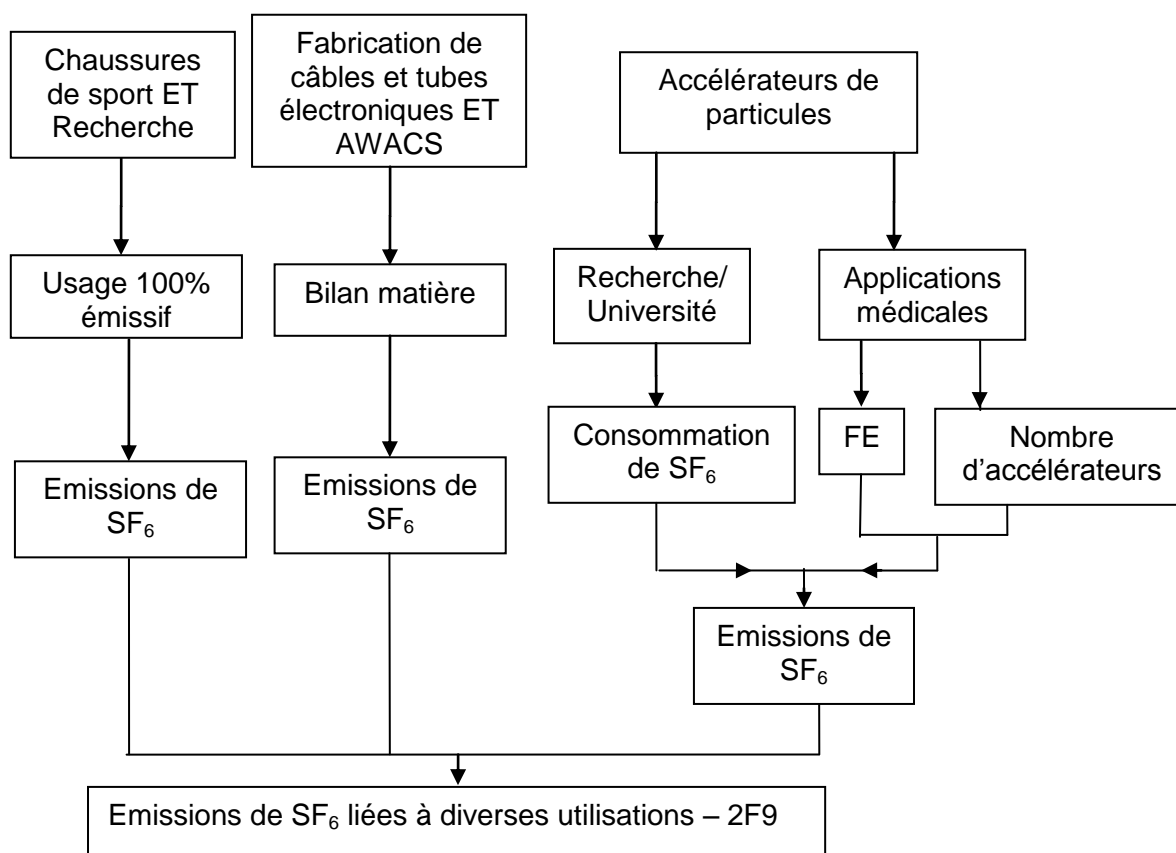 Chaussures
de sport ET
Recherche
Fabrication de
câbles et tubes
électroniques ET
AWACS
Accélérateurs de
particules
Usage 100%
émissif
Bilan matière
Recherche/
Université
Applications
médicales
Consommation
de SF₆
FE
Nombre
d’accélérateurs
Emissions de
SF₆
Emissions de
SF₆
Emissions de
SF₆
Emissions de SF₆ liées à diverses utilisations – 2F9